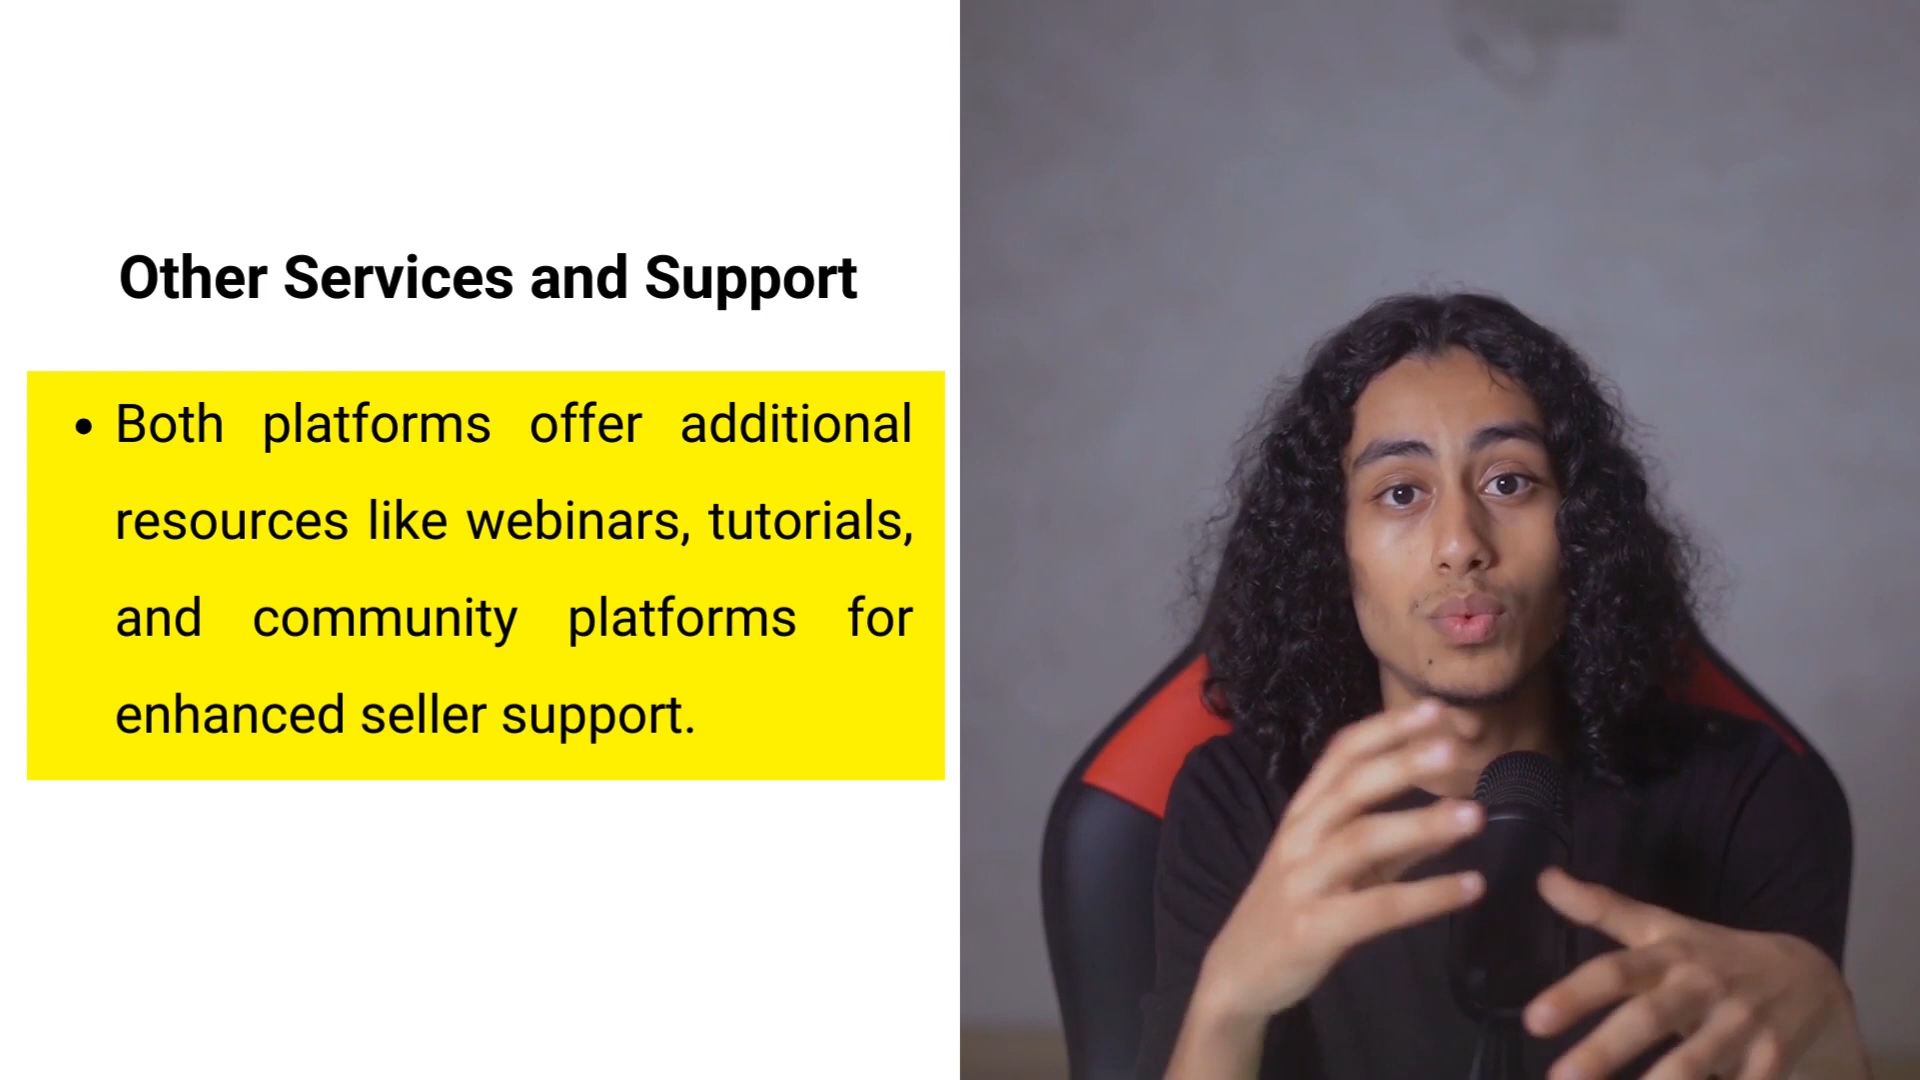 Other Services and Support
• Both platforms offer additional
resources like webinars, tutorials,
and community platforms for
enhanced seller support.